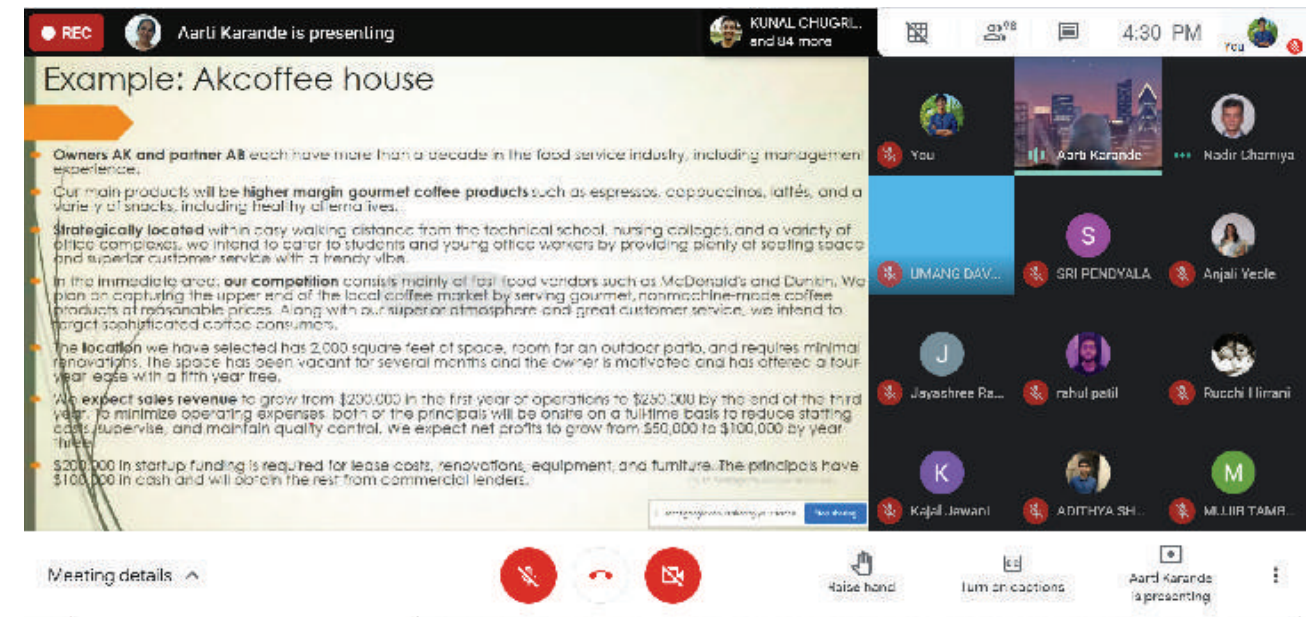 REC
Aarti Karande is presenting
KUNAL CHUGRI...
and 84 more
98
4:30 PM
You
Example: Akcoffee house
Owners AK and partner AB each have more than a decade in the food service industry, including management
experience.
Our main products will be higher margin gourmet coffee products such as espressos, cappuccinos, lattés, and a
variety of snacks, including healthy alternatives.
Strategically located within easy walking distance from the technical school, nursing colleges, and a variety of
office complexes, we intend to cater to students and young office workers by providing plenty of seating space
and superior customer service with a trendy vibe.
In the immediate area, our competition consists mainly of fast food vendors such as McDonald's and Dunkin. We
plan on capturing the upper end of the local coffee market by serving gourmet, nonmachine-made coffee
products at reasonable prices. Along with our superior atmosphere and great customer service, we intend to
target sophisticated coffee consumers.
The location we have selected has 2,000 square feet of space, room for an outdoor patio, and requires minimal
renovations. The space has been vacant for several months and the owner is motivated and has offered a four-
year lease with a fifth year free.
We expect sales revenue to grow from $200,000 in the first year of operations to $250,000 by the end of the third
year. To minimize operating expenses, both of the principals will be onsite on a full-time basis to reduce staffing
costs, supervise, and maintain quality control. We expect net profits to grow from $50,000 to $100,000 by year
three.
$200,000 in startup funding is required for lease costs, renovations, equipment, and furniture. The principals have
$100,000 in cash and will obtain the rest from commercial lenders.
Stop sharing
You
Aarti Karande
Nadir Charniya
UMANG DAV...
S
SRI PENDYALA
Anjali Yeole
J
Jayashree Ra...
rahul patil
Rucchi Hirrani
K
Kajal Jewani
ADITHYA SH...
M
MUJIB TAMB...
Meeting details
Raise hand
Turn on captions
Aarti Karande
is presenting